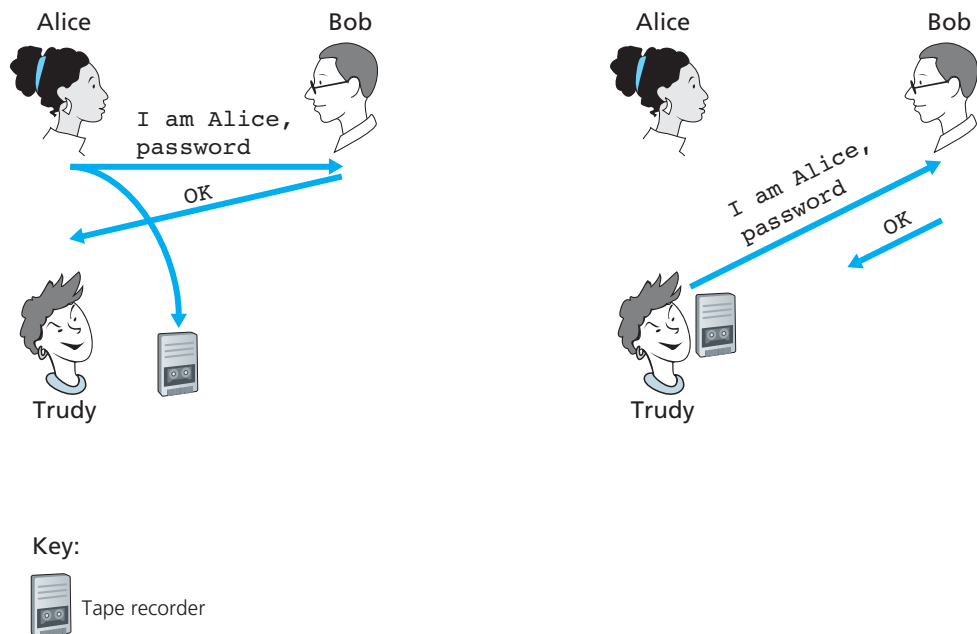 Alice
Bob
I am Alice,
password
OK
Trudy
Alice
Bob
I am Alice,
password
OK
Trudy
Key:
Tape recorder